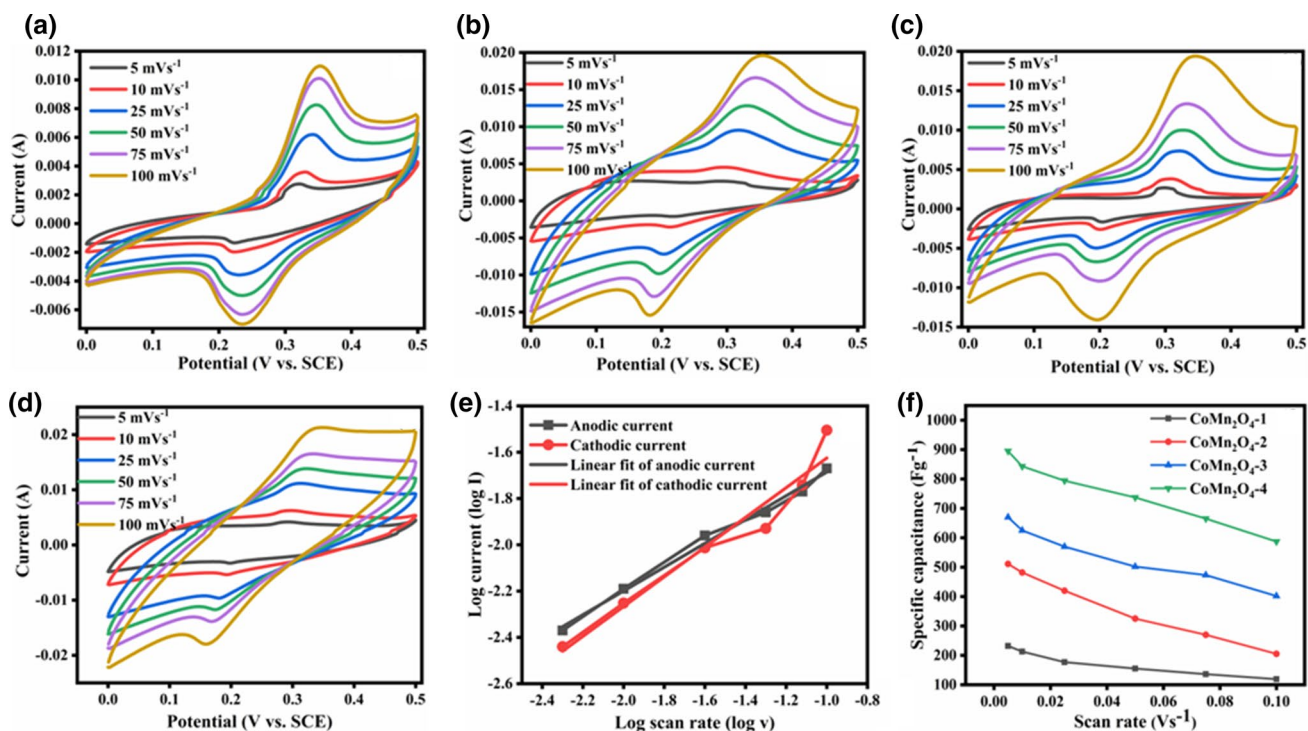 (a)
0.012
0.010
0.008
0.006
0.004
0.002
0.000
-0.002
-0.004
-0.006
Current (A)
5 mVs⁻¹
10 mVs⁻¹
25 mVs⁻¹
50 mVs⁻¹
75 mVs⁻¹
100 mVs⁻¹
0.0 0.1 0.2 0.3 0.4 0.5
Potential (V vs. SCE)
(b)
0.020
0.015
0.010
0.005
0.000
-0.005
-0.010
-0.015
Current (A)
5 mVs⁻¹
10 mVs⁻¹
25 mVs⁻¹
50 mVs⁻¹
75 mVs⁻¹
100 mVs⁻¹
0.0 0.1 0.2 0.3 0.4 0.5
Potential (V vs. SCE)
(c)
0.020
0.015
0.010
0.005
0.000
-0.005
-0.010
-0.015
Current (A)
5 mVs⁻¹
10 mVs⁻¹
25 mVs⁻¹
50 mVs⁻¹
75 mVs⁻¹
100 mVs⁻¹
0.0 0.1 0.2 0.3 0.4 0.5
Potential (V vs. SCE)
(d)
0.02
0.01
0.00
-0.01
-0.02
Current (A)
5 mVs⁻¹
10 mVs⁻¹
25 mVs⁻¹
50 mVs⁻¹
75 mVs⁻¹
100 mVs⁻¹
0.0 0.1 0.2 0.3 0.4 0.5
Potential (V vs. SCE)
(e)
-1.4
-1.6
-1.8
-2.0
-2.2
-2.4
-2.6
Log current (log I)
Anodic current
Cathodic current
Linear fit of anodic current
Linear fit of cathodic current
-2.4 -2.2 -2.0 -1.8 -1.6 -1.4 -1.2 -1.0 -0.8
Log scan rate (log v)
(f)
1000
900
800
700
600
500
400
300
200
100
Specific capacitance (Fg⁻¹)
CoMn₂O₄-1
CoMn₂O₄-2
CoMn₂O₄-3
CoMn₂O₄-4
0.00 0.02 0.04 0.06 0.08 0.10
Scan rate (Vs⁻¹)